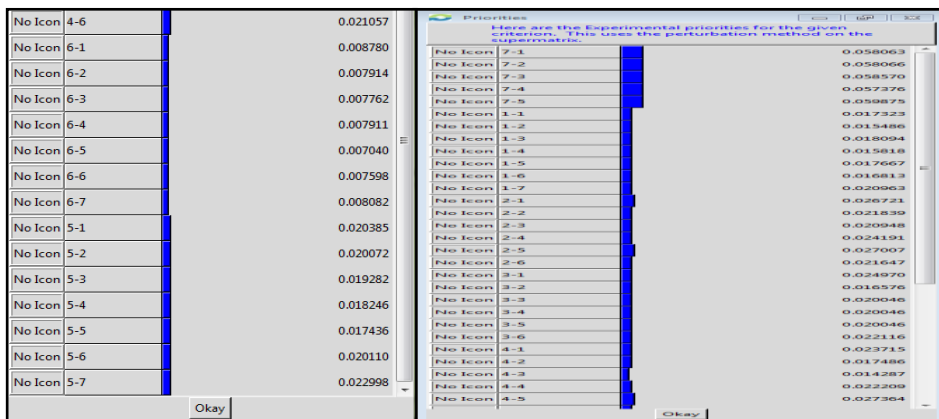 No Icon 4-6 0.021057
No Icon 6-1 0.008780
No Icon 6-2 0.007914
No Icon 6-3 0.007762
No Icon 6-4 0.007911
No Icon 6-5 0.007040
No Icon 6-6 0.007598
No Icon 6-7 0.008082
No Icon 5-1 0.020385
No Icon 5-2 0.020072
No Icon 5-3 0.019282
No Icon 5-4 0.018246
No Icon 5-5 0.017436
No Icon 5-6 0.020110
No Icon 5-7 0.022998
Okay
Priorities
Here are the Experimental priorities for the given
criterion. This uses the perturbation method on the
supermatrix.
No Icon 7-1 0.058063
No Icon 7-2 0.058066
No Icon 7-3 0.058570
No Icon 7-4 0.057376
No Icon 7-5 0.059875
No Icon 1-1 0.017323
No Icon 1-2 0.015486
No Icon 1-3 0.018094
No Icon 1-4 0.015818
No Icon 1-5 0.017667
No Icon 1-6 0.016813
No Icon 1-7 0.020963
No Icon 2-1 0.026721
No Icon 2-2 0.021839
No Icon 2-3 0.020948
No Icon 2-4 0.024191
No Icon 2-5 0.027007
No Icon 2-6 0.021647
No Icon 3-1 0.024970
No Icon 3-2 0.016576
No Icon 3-3 0.020046
No Icon 3-4 0.020046
No Icon 3-5 0.020046
No Icon 3-6 0.022116
No Icon 4-1 0.023715
No Icon 4-2 0.017486
No Icon 4-3 0.014287
No Icon 4-4 0.022209
No Icon 4-5 0.027364
Okay